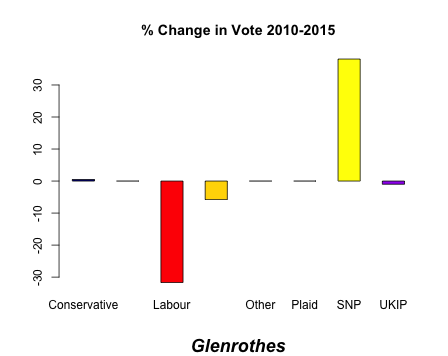 % Change in Vote 2010-2015
30
20
10
0
-10
-20
-30
Conservative Labour Other Plaid SNP UKIP
Glenrothes